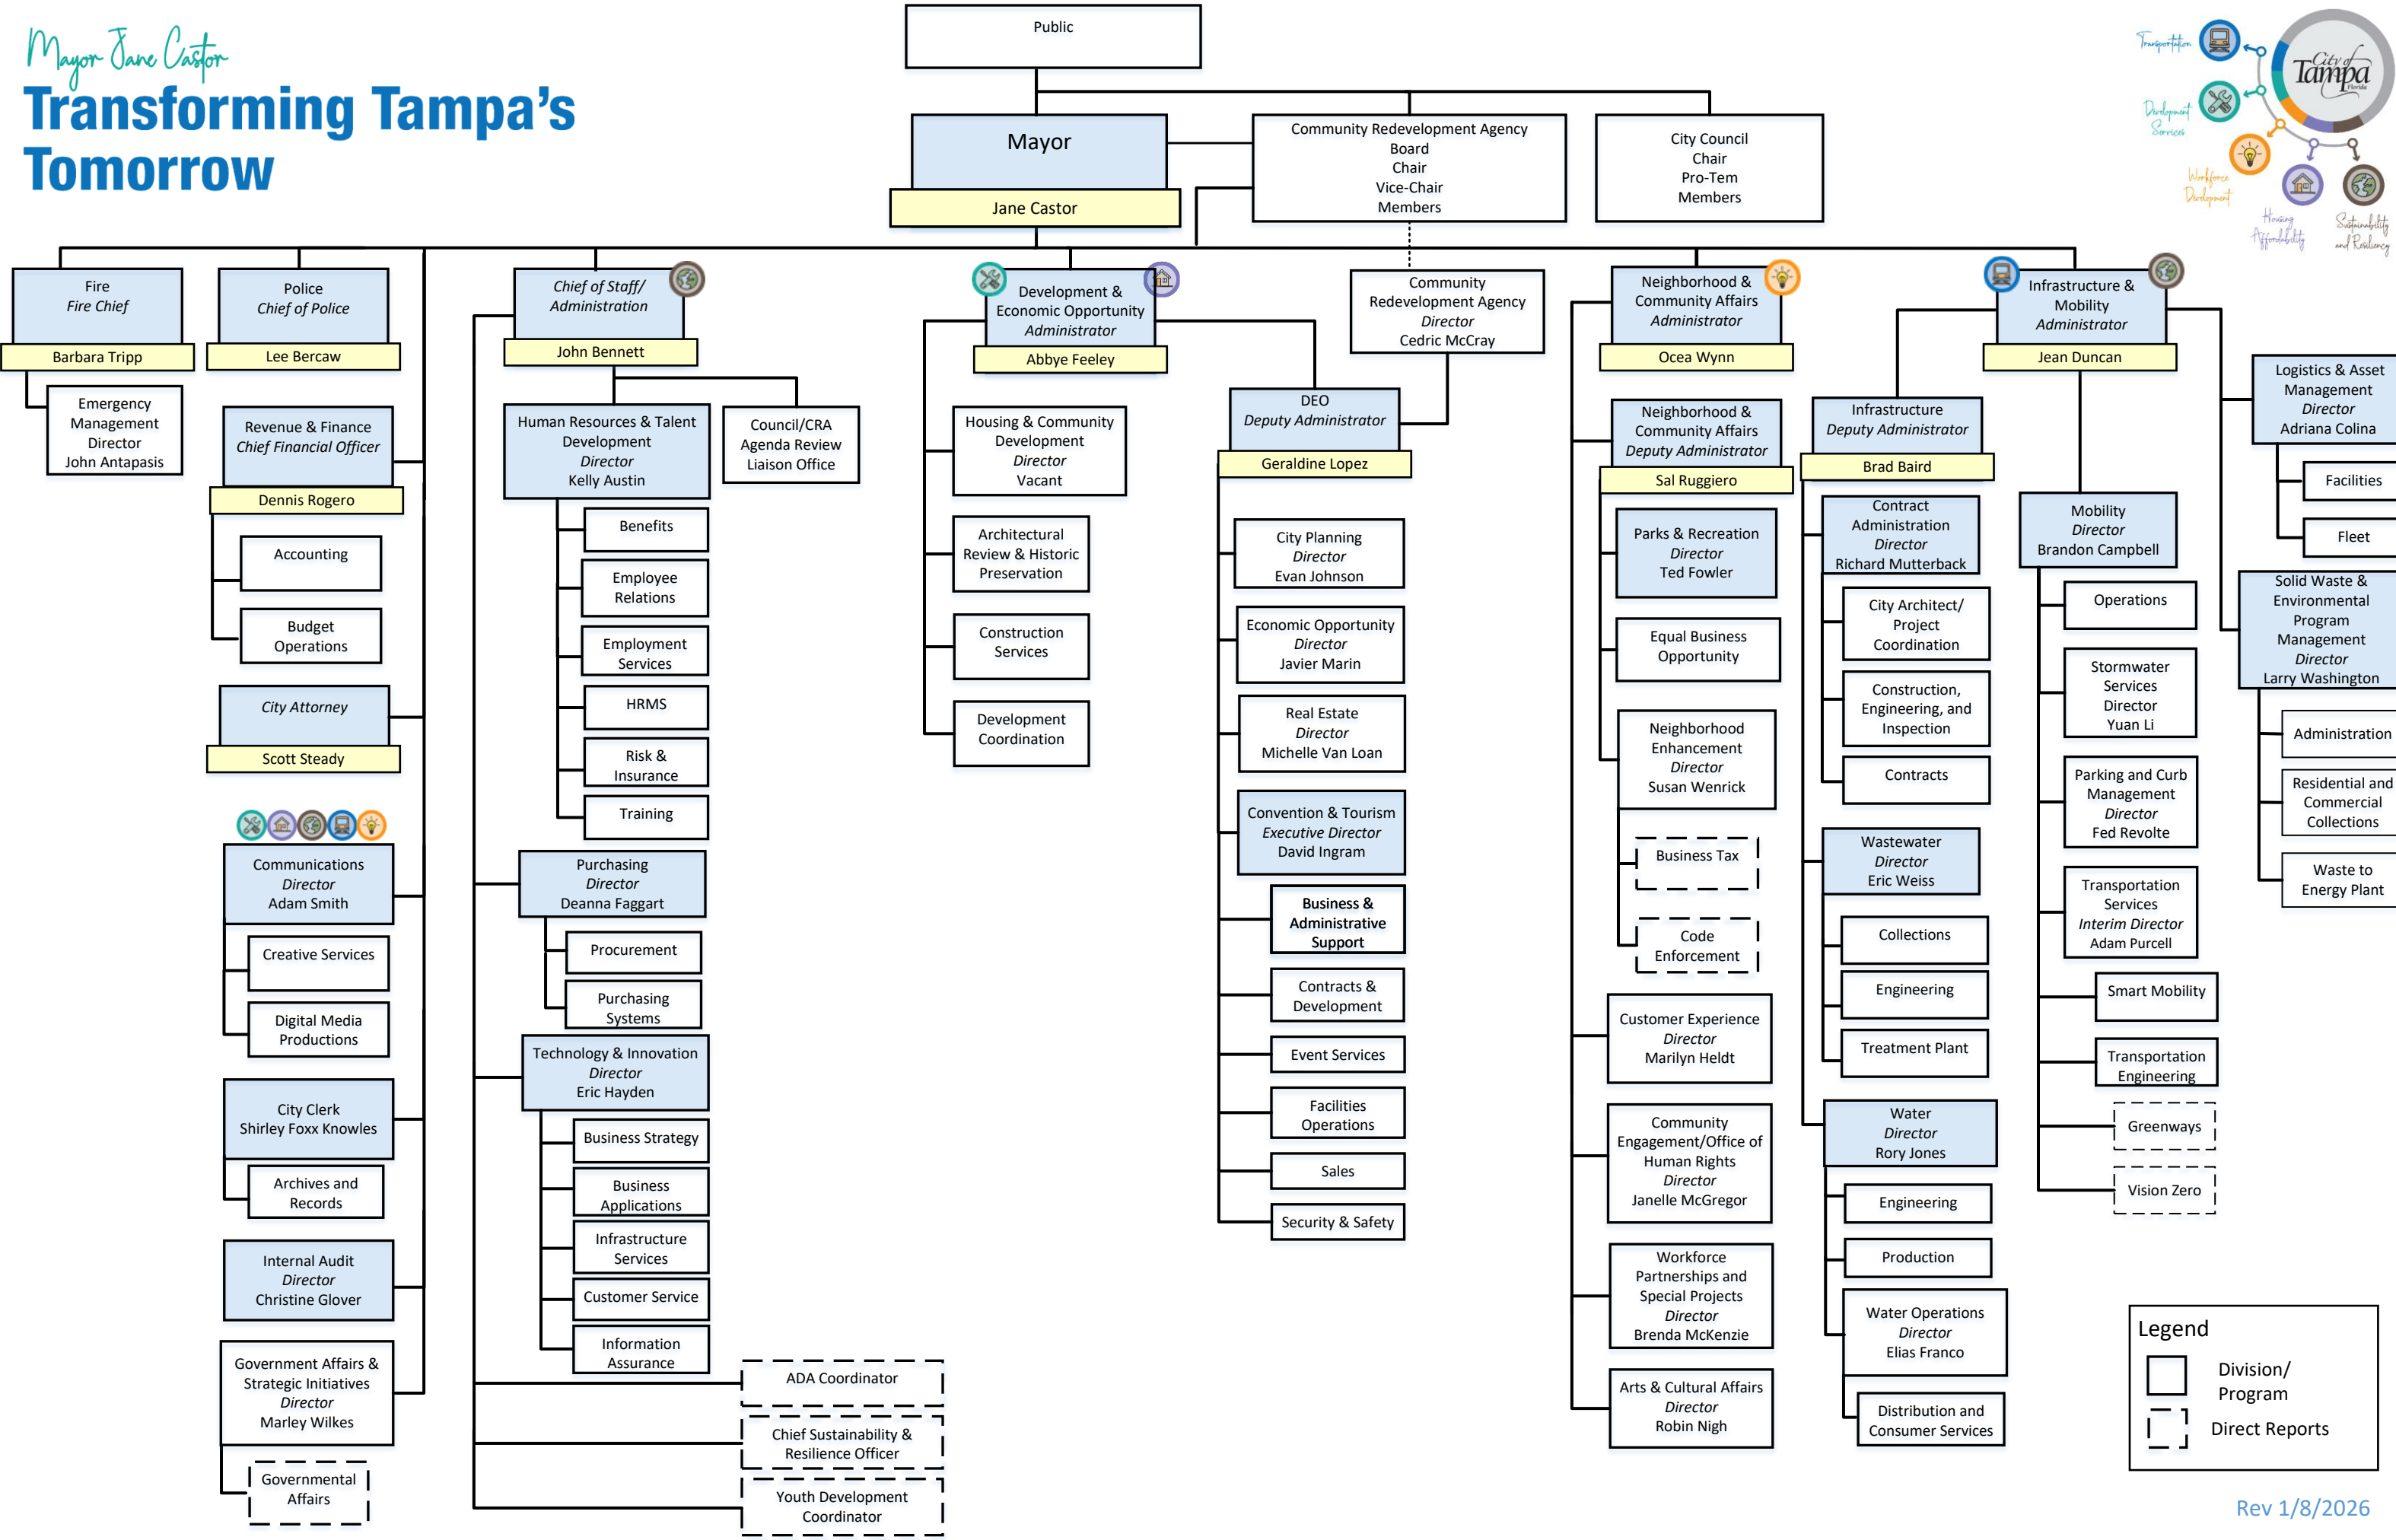 Mayor Jane Castor
Transforming Tampa's
Tomorrow
Public
Mayor
Jane Castor
Community Redevelopment Agency
Board
Chair
Vice-Chair
Members
City Council
Chair
Pro-Tem
Members
Transportation
Development
Services
Workforce
Development
Housing
Affordability
Sustainability
and Resiliency
City of
Tampa
Florida
Fire
Fire Chief
Barbara Tripp
Emergency
Management
Director
John Antapasis
Police
Chief of Police
Lee Bercaw
Revenue & Finance
Chief Financial Officer
Dennis Rogero
Accounting
Budget
Operations
City Attorney
Scott Steady
Communications
Director
Adam Smith
Creative Services
Digital Media
Productions
City Clerk
Shirley Foxx Knowles
Archives and
Records
Internal Audit
Director
Christine Glover
Government Affairs &
Strategic Initiatives
Director
Marley Wilkes
Governmental
Affairs
Chief of Staff/
Administration
John Bennett
Human Resources & Talent
Development
Director
Kelly Austin
Council/CRA
Agenda Review
Liaison Office
Benefits
Employee
Relations
Employment
Services
HRMS
Risk &
Insurance
Training
Purchasing
Director
Deanna Faggart
Procurement
Purchasing
Systems
Technology & Innovation
Director
Eric Hayden
Business Strategy
Business
Applications
Infrastructure
Services
Customer Service
Information
Assurance
ADA Coordinator
Chief Sustainability &
Resilience Officer
Youth Development
Coordinator
Development &
Economic Opportunity
Administrator
Abbye Feeley
Housing & Community
Development
Director
Vacant
Architectural
Review & Historic
Preservation
Construction
Services
Development
Coordination
Community
Redevelopment Agency
Director
Cedric McCray
DEO
Deputy Administrator
Geraldine Lopez
City Planning
Director
Evan Johnson
Economic Opportunity
Director
Javier Marin
Real Estate
Director
Michelle Van Loan
Convention & Tourism
Executive Director
David Ingram
Business &
Administrative
Support
Contracts &
Development
Event Services
Facilities
Operations
Sales
Security & Safety
Neighborhood &
Community Affairs
Administrator
Ocea Wynn
Neighborhood &
Community Affairs
Deputy Administrator
Sal Ruggiero
Parks & Recreation
Director
Ted Fowler
Equal Business
Opportunity
Neighborhood
Enhancement
Director
Susan Wenrick
Business Tax
Code
Enforcement
Customer Experience
Director
Marilyn Heldt
Community
Engagement/Office of
Human Rights
Director
Janelle McGregor
Workforce
Partnerships and
Special Projects
Director
Brenda McKenzie
Arts & Cultural Affairs
Director
Robin Nigh
Infrastructure &
Mobility
Administrator
Jean Duncan
Infrastructure
Deputy Administrator
Brad Baird
Contract
Administration
Director
Richard Mutterback
City Architect/
Project
Coordination
Construction,
Engineering, and
Inspection
Contracts
Wastewater
Director
Eric Weiss
Collections
Engineering
Treatment Plant
Water
Director
Rory Jones
Engineering
Production
Water Operations
Director
Elias Franco
Distribution and
Consumer Services
Mobility
Director
Brandon Campbell
Operations
Stormwater
Services
Director
Yuan Li
Parking and Curb
Management
Director
Fed Revolte
Transportation
Services
Interim Director
Adam Purcell
Smart Mobility
Transportation
Engineering
Greenways
Vision Zero
Logistics & Asset
Management
Director
Adriana Colina
Facilities
Fleet
Solid Waste &
Environmental
Program
Management
Director
Larry Washington
Administration
Residential and
Commercial
Collections
Waste to
Energy Plant
Legend
Division/
Program
Direct Reports
Rev 1/8/2026